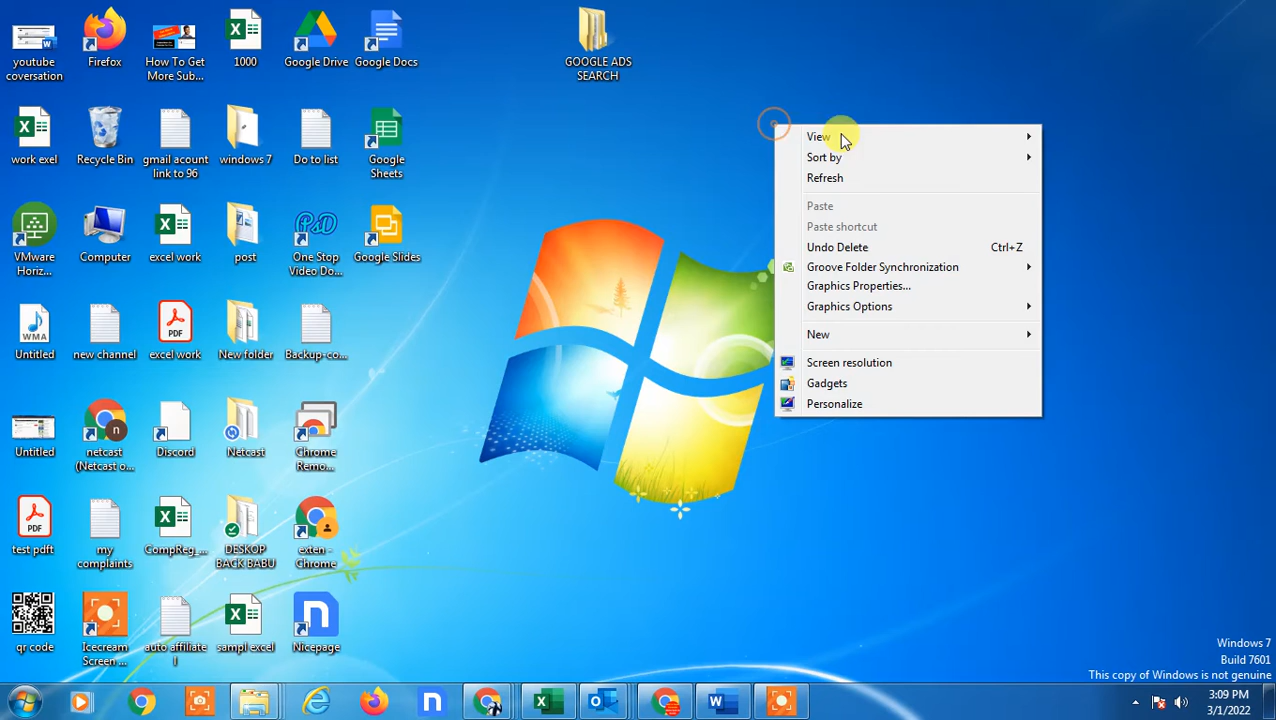 youtube
coversation
Firefox
How To Get
More Sub...
1000
Google Drive
Google Docs
GOOGLE ADS
SEARCH
work exel
Recycle Bin
gmail acount
link to 96
windows 7
Do to list
Google
Sheets
VMware
Horiz...
Computer
excel work
post
PSD
One Stop
Video Do...
Google Slides
WMA
Untitled
new channel
PDF
excel work
New folder
Backup-co...
Untitled
n
netcast
(Netcast o...
Discord
Netcast
Chrome
Remo...
PDF
test pdft
my
complaints
CompReg_...
DESKOP
BACK BABU
exten -
Chrome
qr code
Icecream
Screen ...
auto affiliate
l
sampl excel
Nicepage
View
Sort by
Refresh
Paste
Paste shortcut
Undo Delete Ctrl+Z
Groove Folder Synchronization
Graphics Properties...
Graphics Options
New
Screen resolution
Gadgets
Personalize
Windows 7
Build 7601
This copy of Windows is not genuine
3:09 PM
3/1/2022